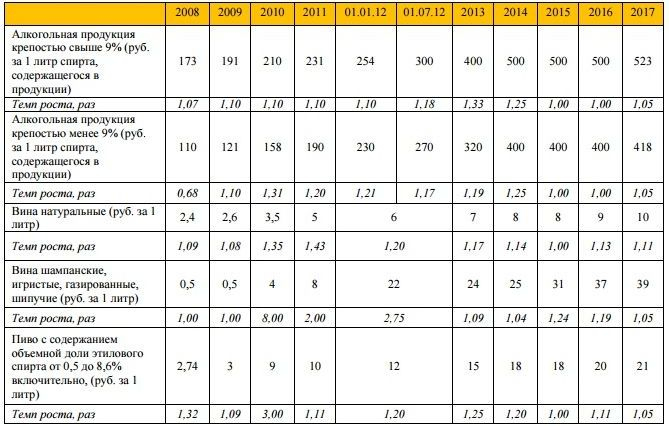 2008 2009 2010 2011 01.01.12 01.07.12 2013 2014 2015 2016 2017
Алкогольная продукция
крепостью свыше 9% (руб.
за 1 литр спирта,
содержащегося в
продукции)
173 191 210 231 254 300 400 500 500 500 523
Темп роста, раз 1,07 1,10 1,10 1,10 1,10 1,18 1,33 1,25 1,00 1,00 1,05
Алкогольная продукция
крепостью менее 9% (руб.
за 1 литр спирта,
содержащегося в
продукции)
110 121 158 190 230 270 320 400 400 400 418
Темп роста, раз 0,68 1,10 1,31 1,20 1,21 1,17 1,19 1,25 1,00 1,00 1,05
Вина натуральные (руб. за 1
литр)
2,4 2,6 3,5 5 6 7 8 8 9 10
Темп роста, раз 1,09 1,08 1,35 1,43 1,20 1,17 1,14 1,00 1,13 1,11
Вина шампанские,
игристые, газированные,
шипучие (руб. за 1 литр)
0,5 0,5 4 8 22 24 25 31 37 39
Темп роста, раз 1,00 1,00 8,00 2,00 2,75 1,09 1,04 1,24 1,19 1,05
Пиво с содержанием
объемной доли этилового
спирта от 0,5 до 8,6%
включительно, (руб. за 1
литр)
2,74 3 9 10 12 15 18 18 20 21
Темп роста, раз 1,32 1,09 3,00 1,11 1,20 1,25 1,20 1,00 1,11 1,05